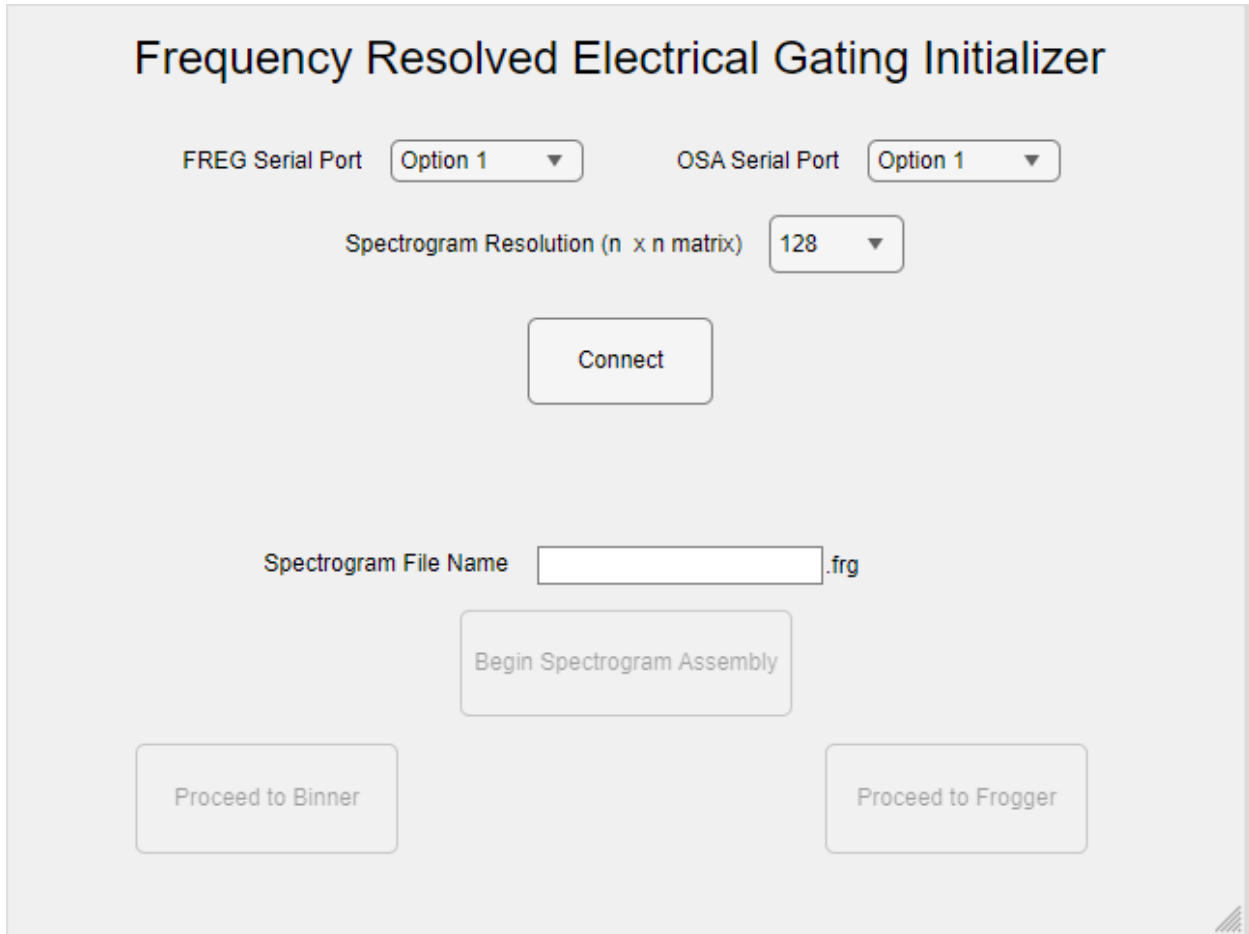 Frequency Resolved Electrical Gating Initializer
FREG Serial Port Option 1 OSA Serial Port Option 1
Spectrogram Resolution (n x n matrix) 128
Connect
Spectrogram File Name .frg
Begin Spectrogram Assembly
Proceed to Binner Proceed to Frogger